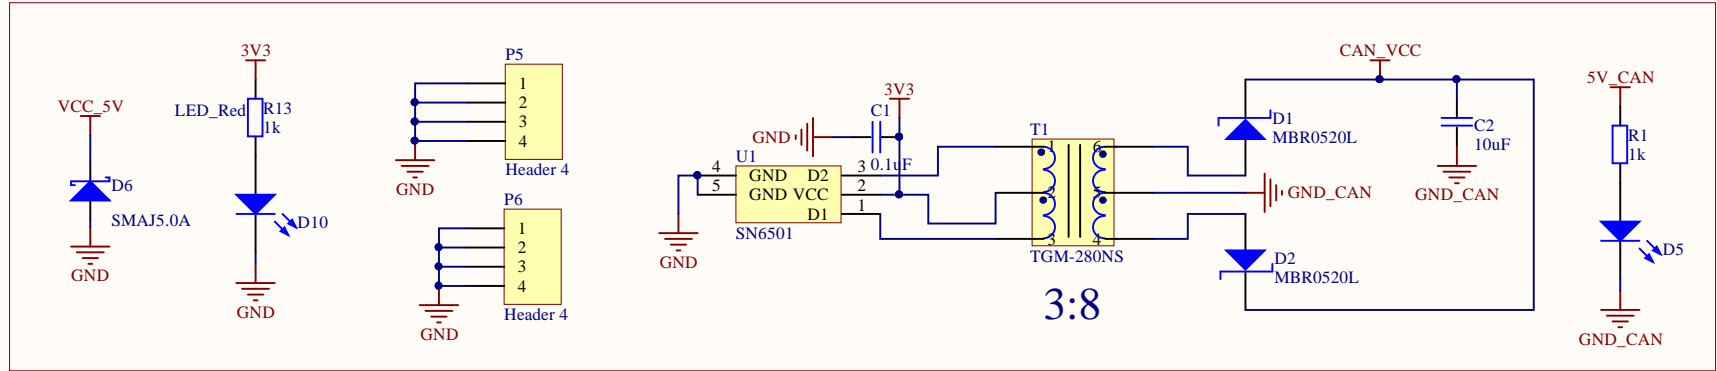 VCC_5V
D6
SMAJ5.0A
GND
3V3
LED_Red
R13
1k
D10
GND
P5
1
2
3
4
Header 4
GND
P6
1
2
3
4
Header 4
GND
3V3
C1
GND
0.1uF
U1
4
5
GND
GND
D2
VCC
D1
3
2
1
SN6501
GND
T1
1
2
3
6
5
4
TGM-280NS
3:8
CAN_VCC
D1
MBR0520L
C2
10uF
GND_CAN
GND_CAN
D2
MBR0520L
5V_CAN
R1
1k
D5
GND_CAN